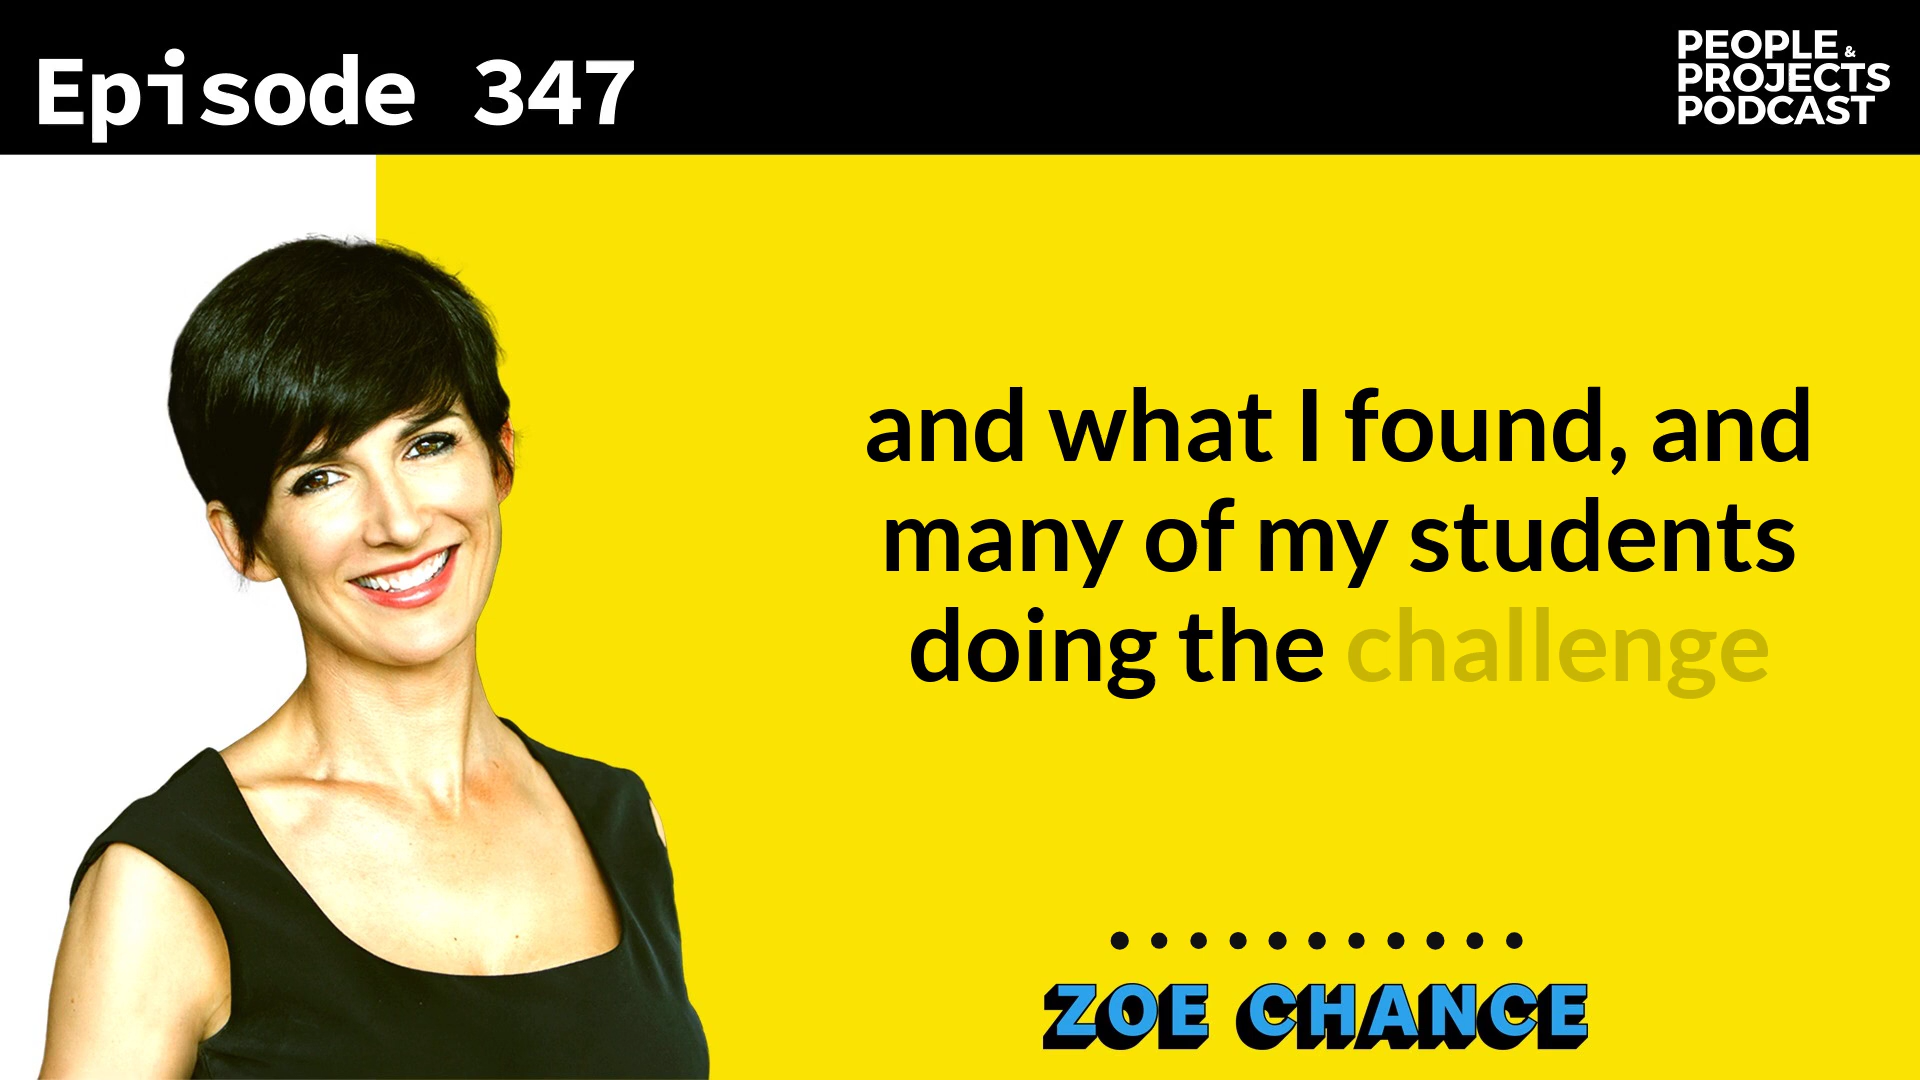 Episode 347
PEOPLE &
PROJECTS
PODCAST
and what I found, and
many of my students
doing the challenge
ZOE CHANCE